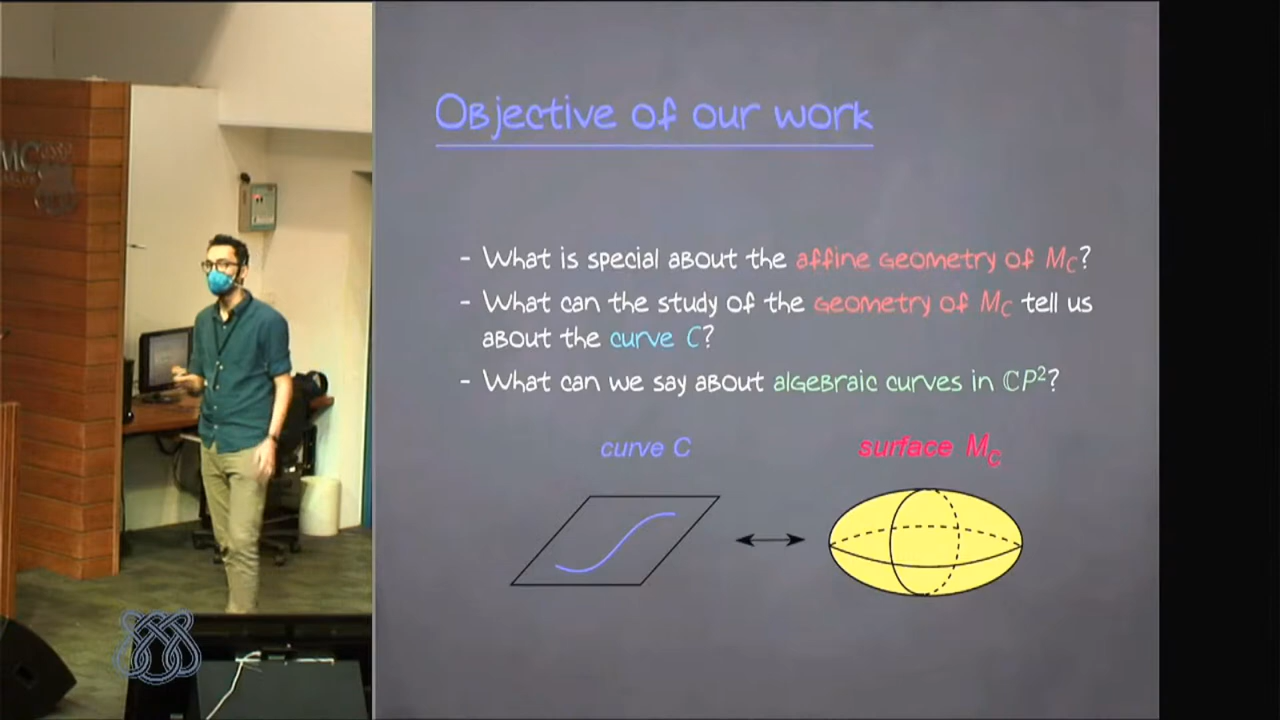 Objective of our work
- What is special about the affine geometry of M_C?
- What can the study of the geometry of M_C tell us
about the curve C?
- What can we say about algebraic curves in ℂP²?
curve C
surface M_C
MC